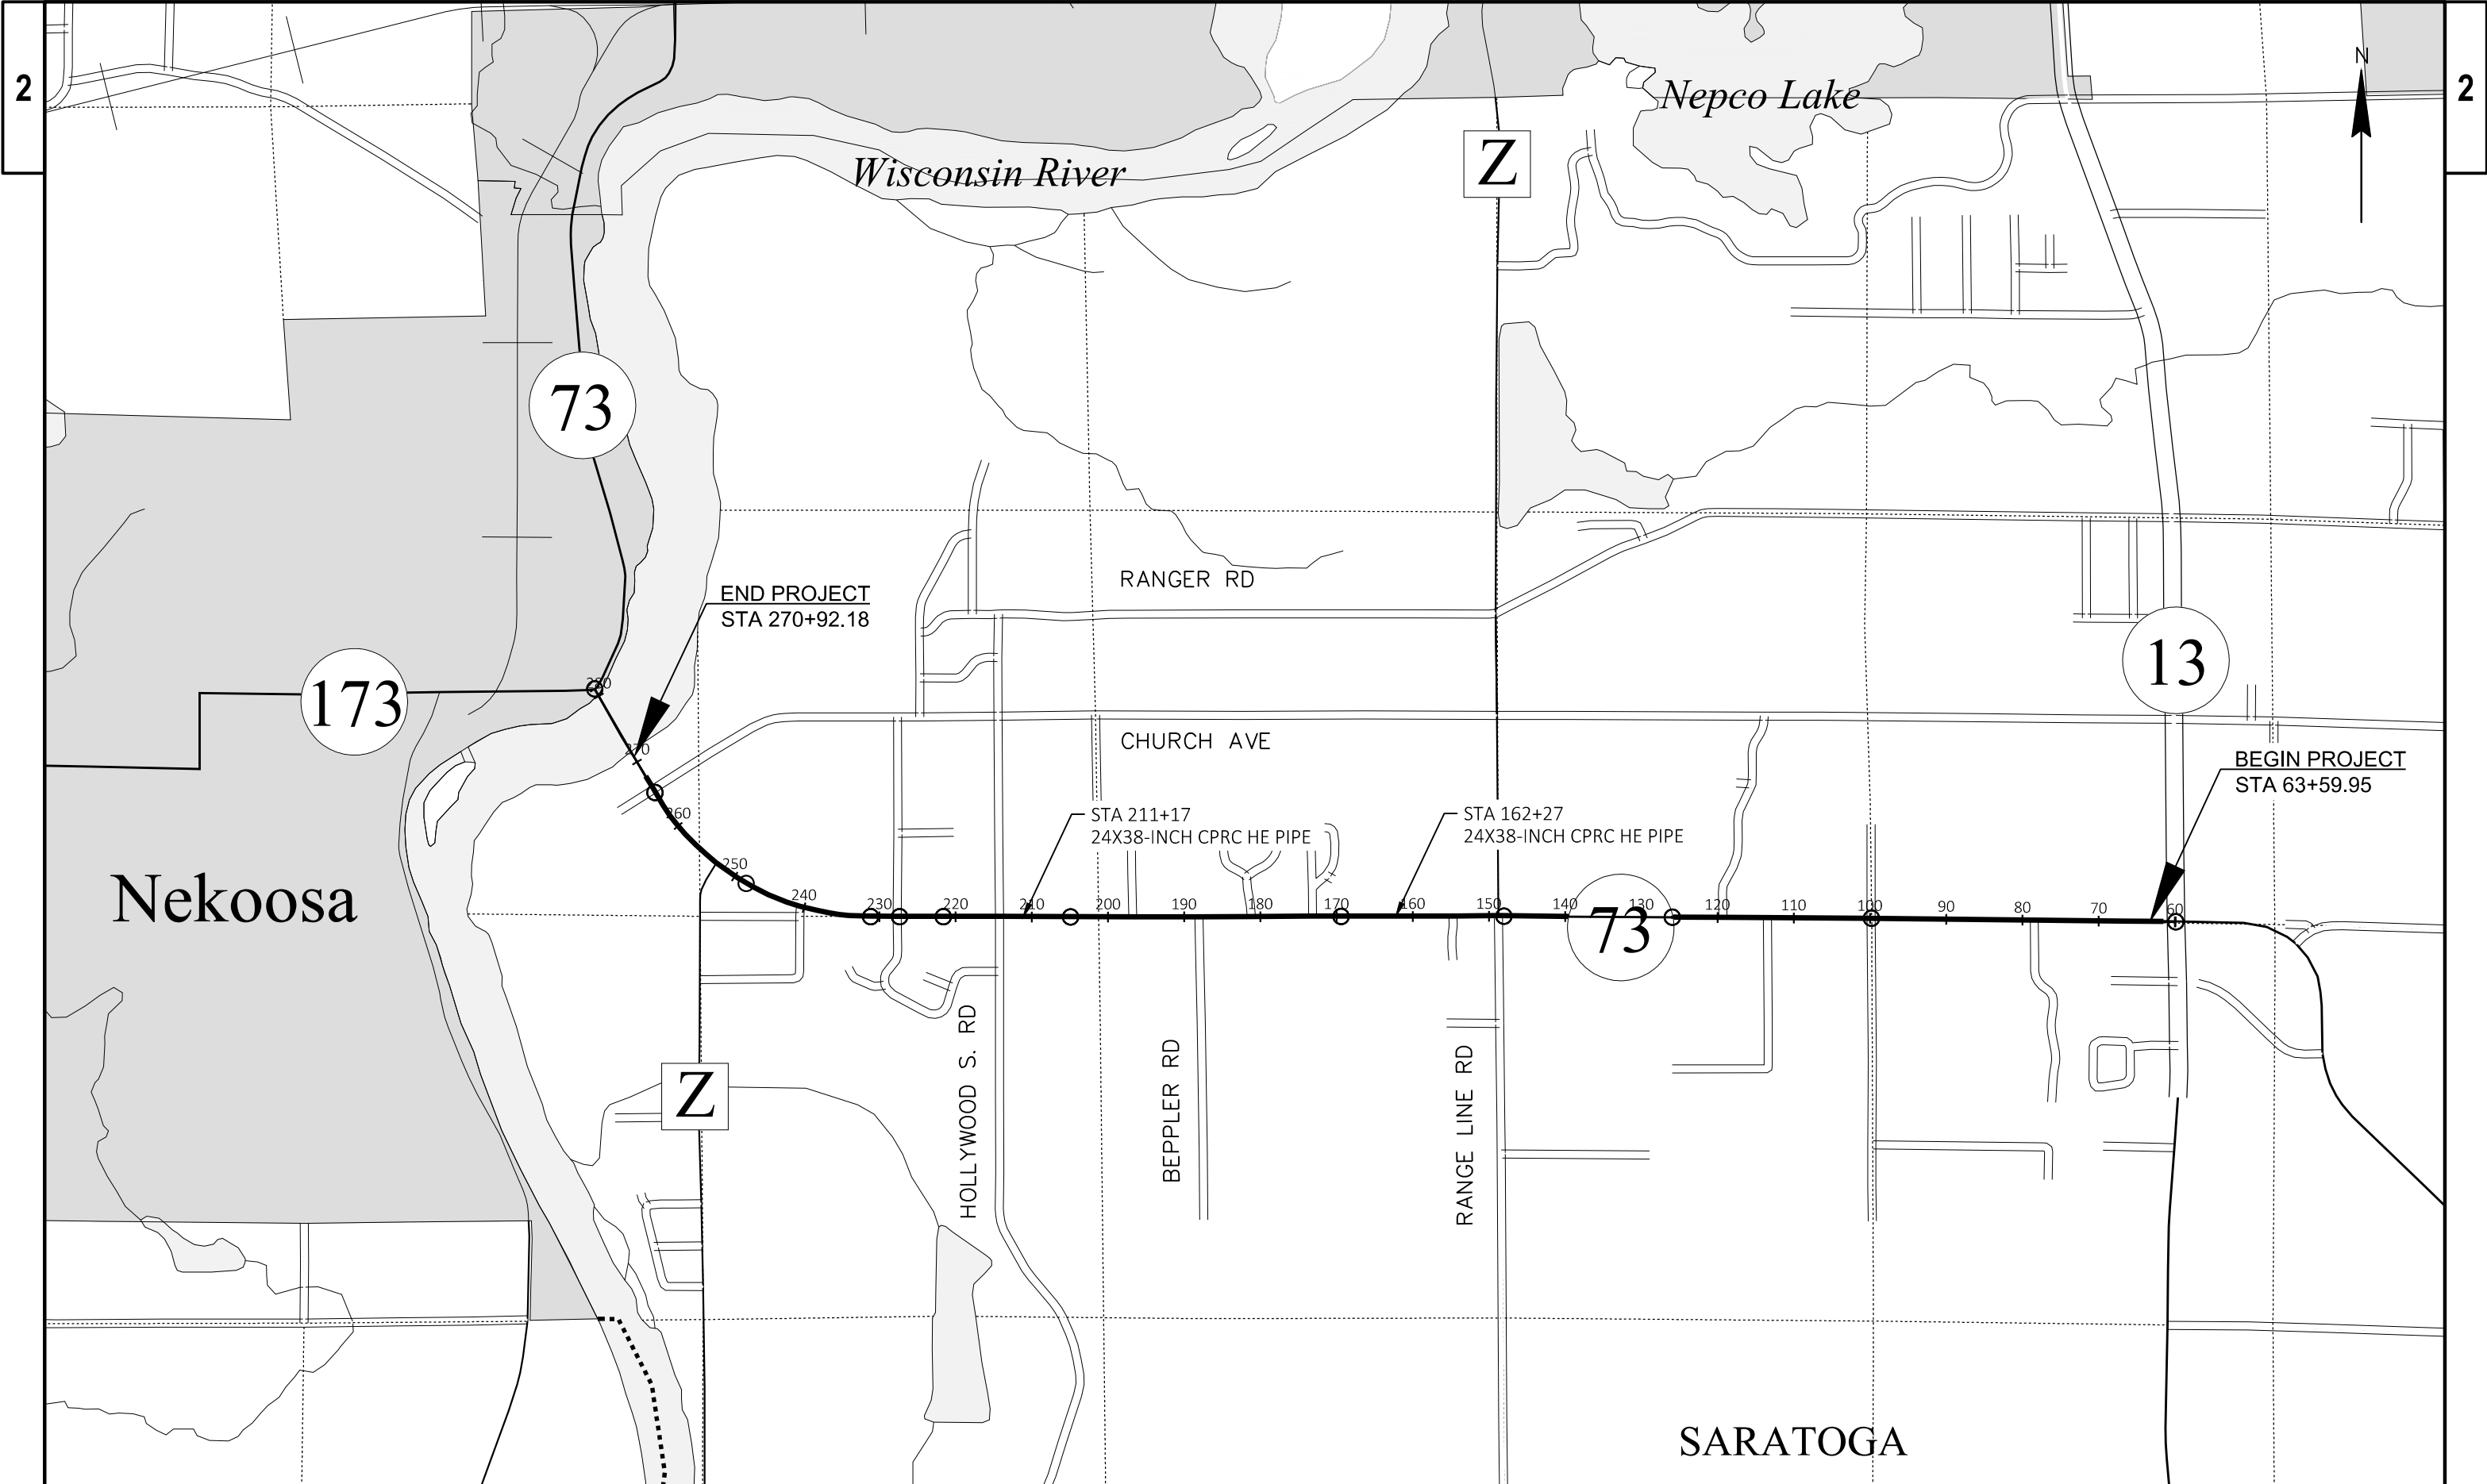 2
2
N
Nepco Lake
Wisconsin River
Z
73
RANGER RD
END PROJECT
STA 270+92.18
13
173
280
CHURCH AVE
270
BEGIN PROJECT
STA 63+59.95
STA 211+17
24X38-INCH CPRC HE PIPE
STA 162+27
24X38-INCH CPRC HE PIPE
260
250
Nekoosa
240
230
220
210
200
190
180
170
160
150
140
130
120
110
100
90
80
70
60
73
HOLLYWOOD S. RD
BEPPLER RD
RANGE LINE RD
Z
SARATOGA